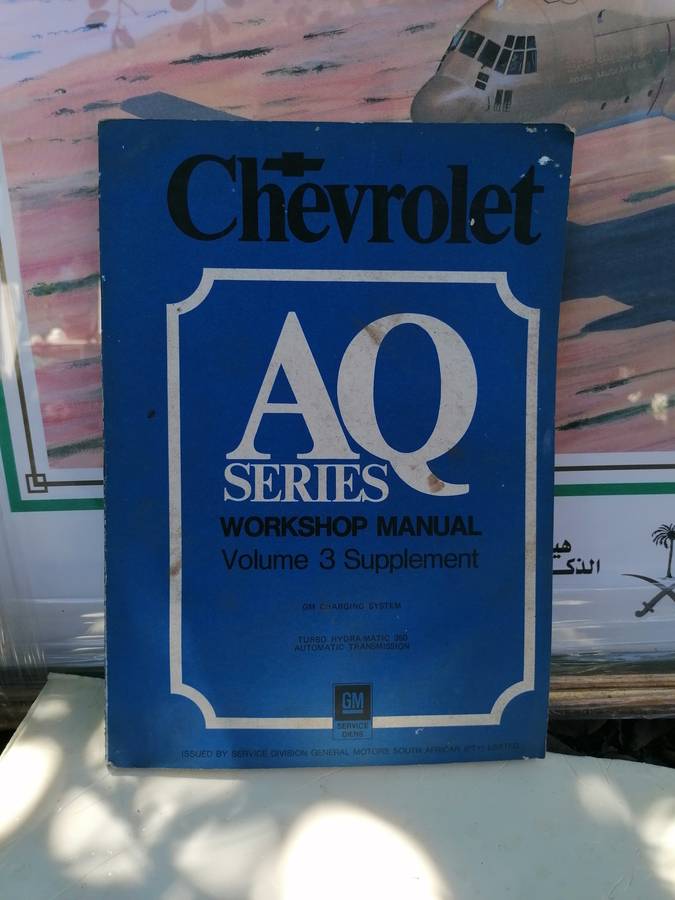 Chevrolet
AQ
SERIES
WORKSHOP MANUAL
Volume 3 Supplement
GM CHARGING SYSTEM
TURBO HYDRA-MATIC 350
AUTOMATIC TRANSMISSION
GM
SERVICE
DIENS
ISSUED BY SERVICE DIVISION GENERAL MOTORS SOUTH AFRICAN (PTY) LIMITED